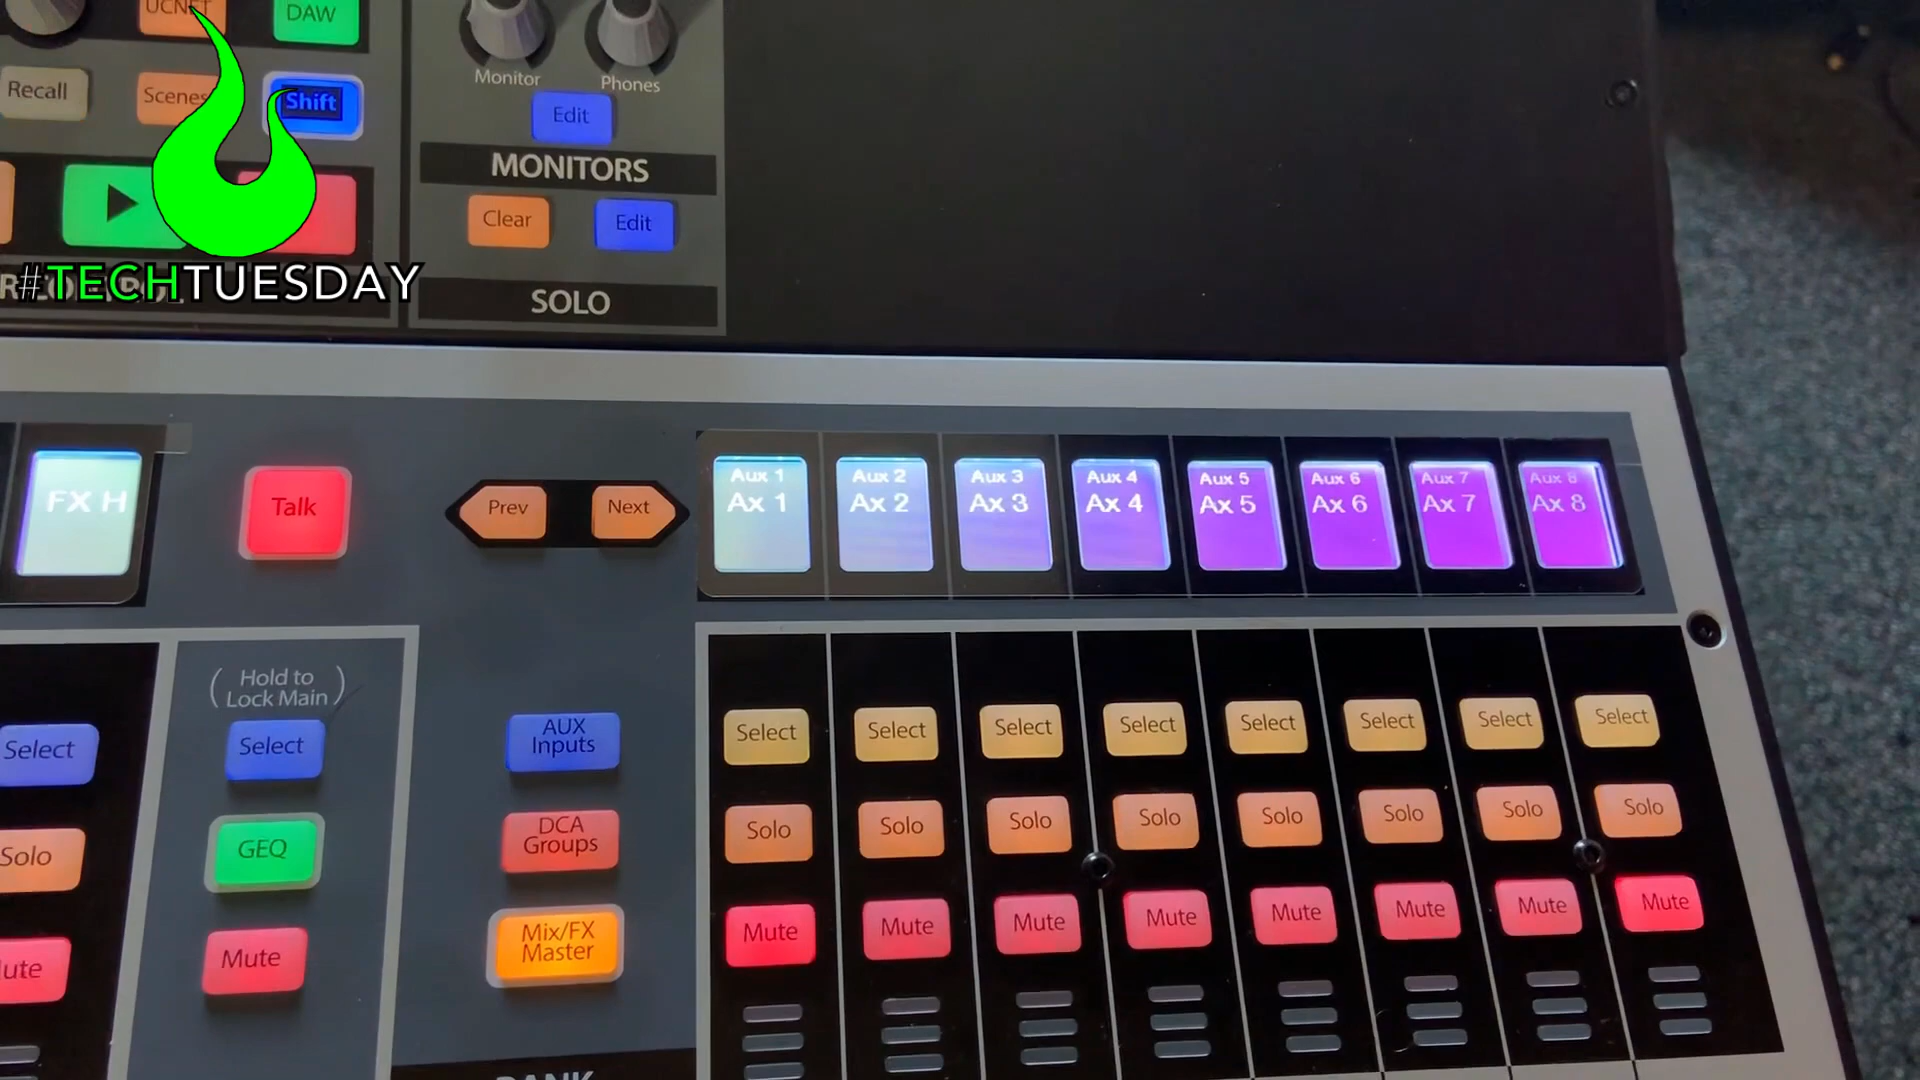 UCNET
DAW
Recall
Scenes
Shift
Monitor
Phones
Edit
MONITORS
Clear
Edit
SOLO
#TECHTUESDAY
FX H
Talk
Prev
Next
Aux 1
Ax 1
Aux 2
Ax 2
Aux 3
Ax 3
Aux 4
Ax 4
Aux 5
Ax 5
Aux 6
Ax 6
Aux 7
Ax 7
Aux 8
Ax 8
(Hold to
Lock Main)
Select
Select
AUX
Inputs
Select
Select
Select
Select
Select
Select
Select
Select
Solo
GEQ
DCA
Groups
Solo
Solo
Solo
Solo
Solo
Solo
Solo
Solo
Mute
Mix/FX
Master
Mute
Mute
Mute
Mute
Mute
Mute
Mute
Mute